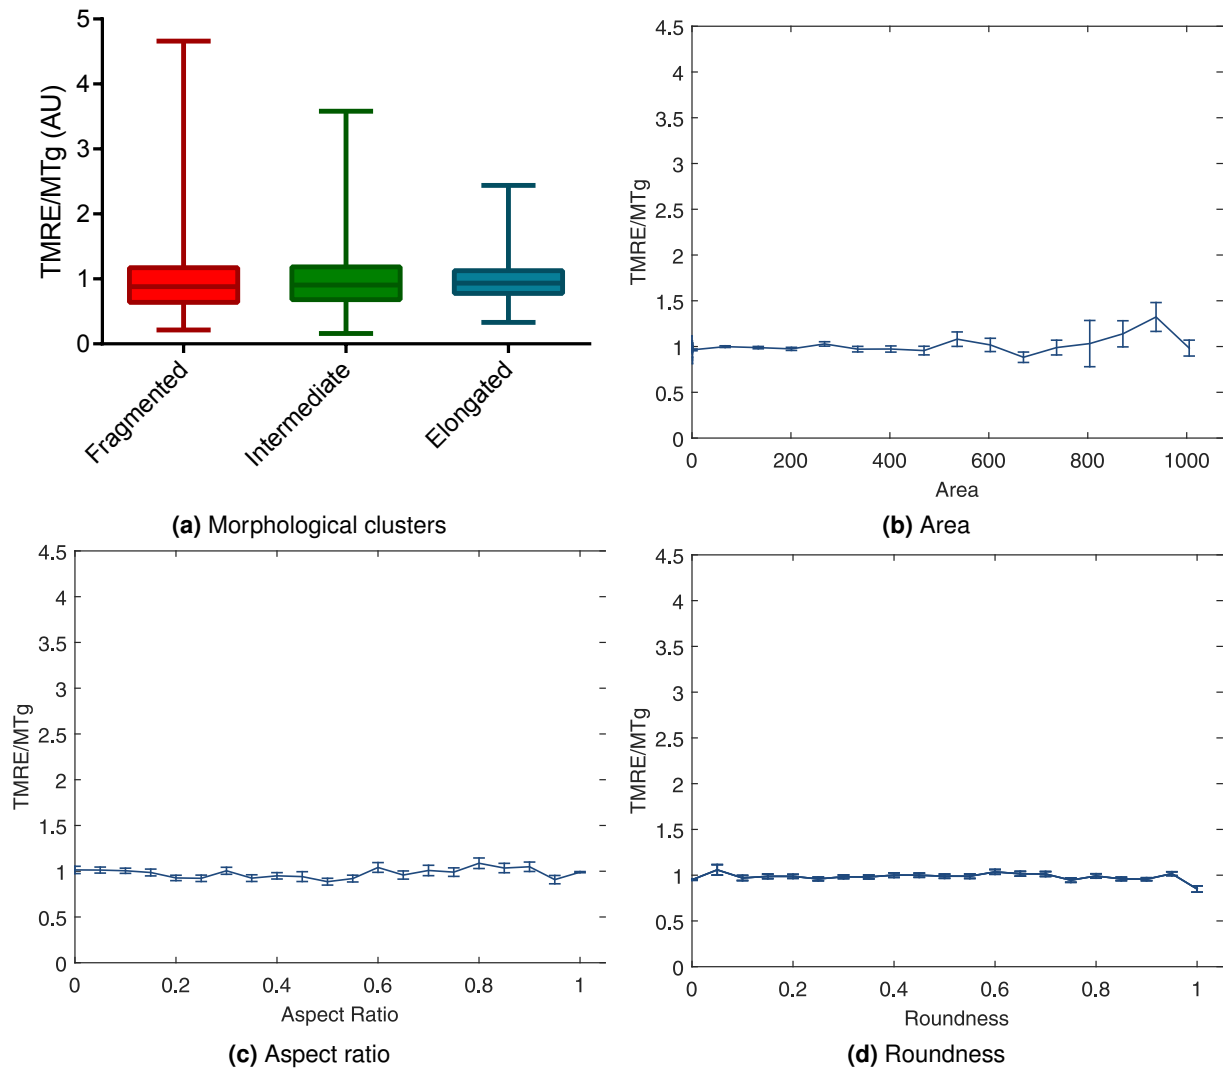 5
4
3
2
1
0
TMRE/MTg (AU)
Fragmented
Intermediate
Elongated
(a) Morphological clusters
4.5
4
3.5
3
2.5
2
1.5
1
0.5
0
TMRE/MTg
0 200 400 600 800 1000
Area
(b) Area
4.5
4
3.5
3
2.5
2
1.5
1
0.5
0
TMRE/MTg
0 0.2 0.4 0.6 0.8 1
Aspect Ratio
(c) Aspect ratio
4.5
4
3.5
3
2.5
2
1.5
1
0.5
0
TMRE/MTg
0 0.2 0.4 0.6 0.8 1
Roundness
(d) Roundness